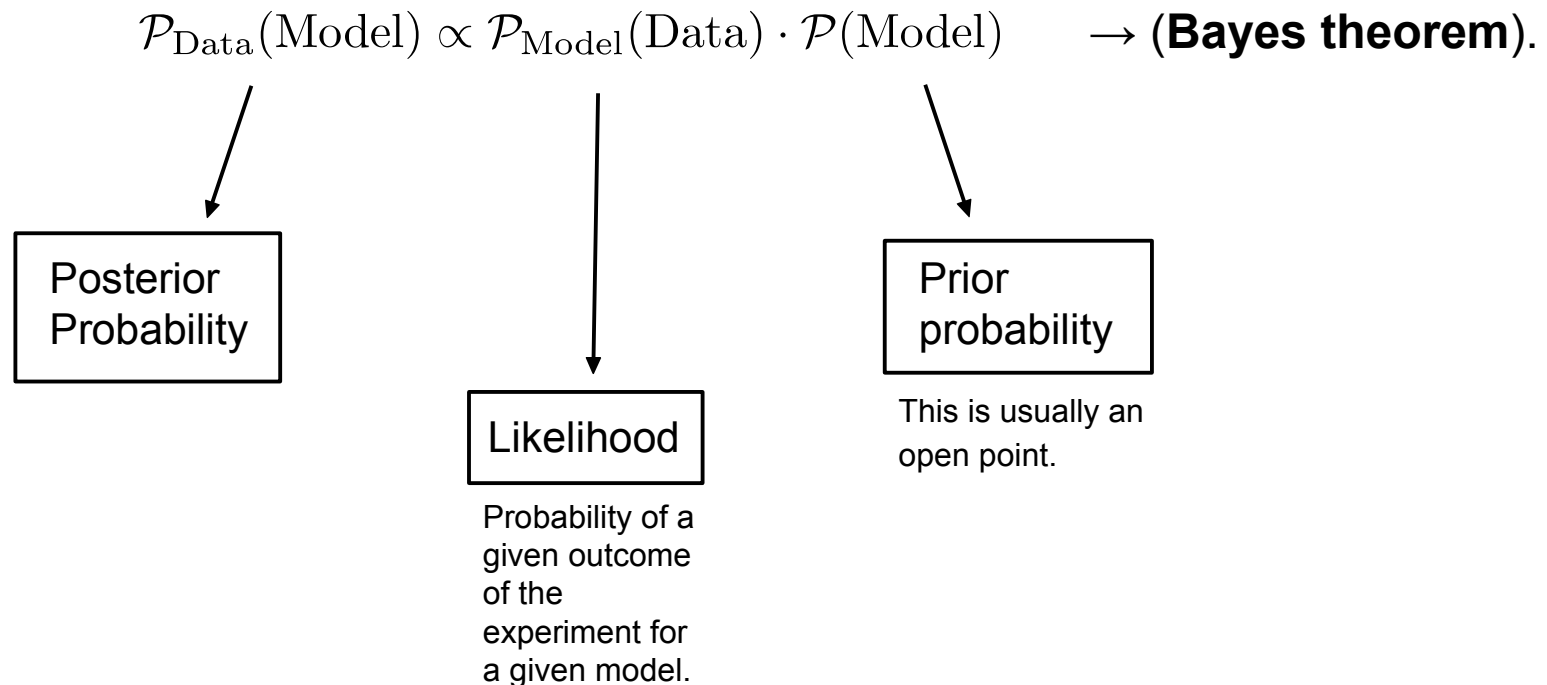 𝒫_Data(Model) ∝ 𝒫_Model(Data) · 𝒫(Model) → (Bayes theorem).
Posterior
Probability
Likelihood
Probability of a
given outcome
of the
experiment for
a given model.
Prior
probability
This is usually an
open point.